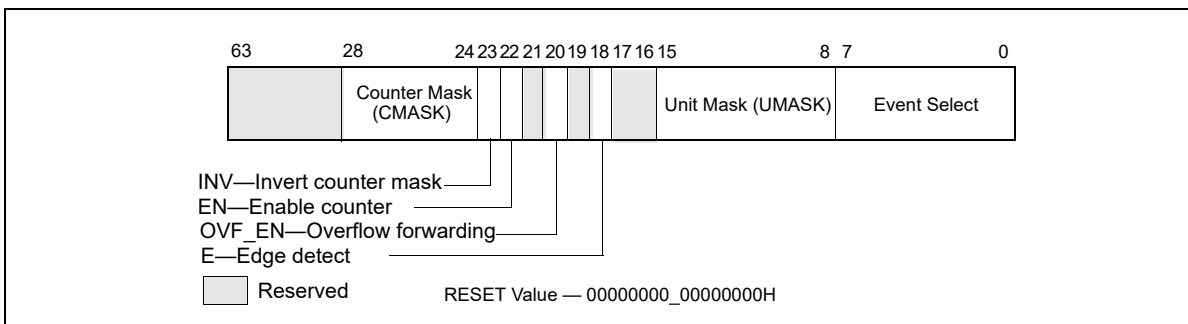 63 28 24 23 22 21 20 19 18 17 16 15 8 7 0
Counter Mask
(CMASK)
Unit Mask (UMASK)
Event Select
INV—Invert counter mask
EN—Enable counter
OVF_EN—Overflow forwarding
E—Edge detect
Reserved
RESET Value — 00000000_00000000H